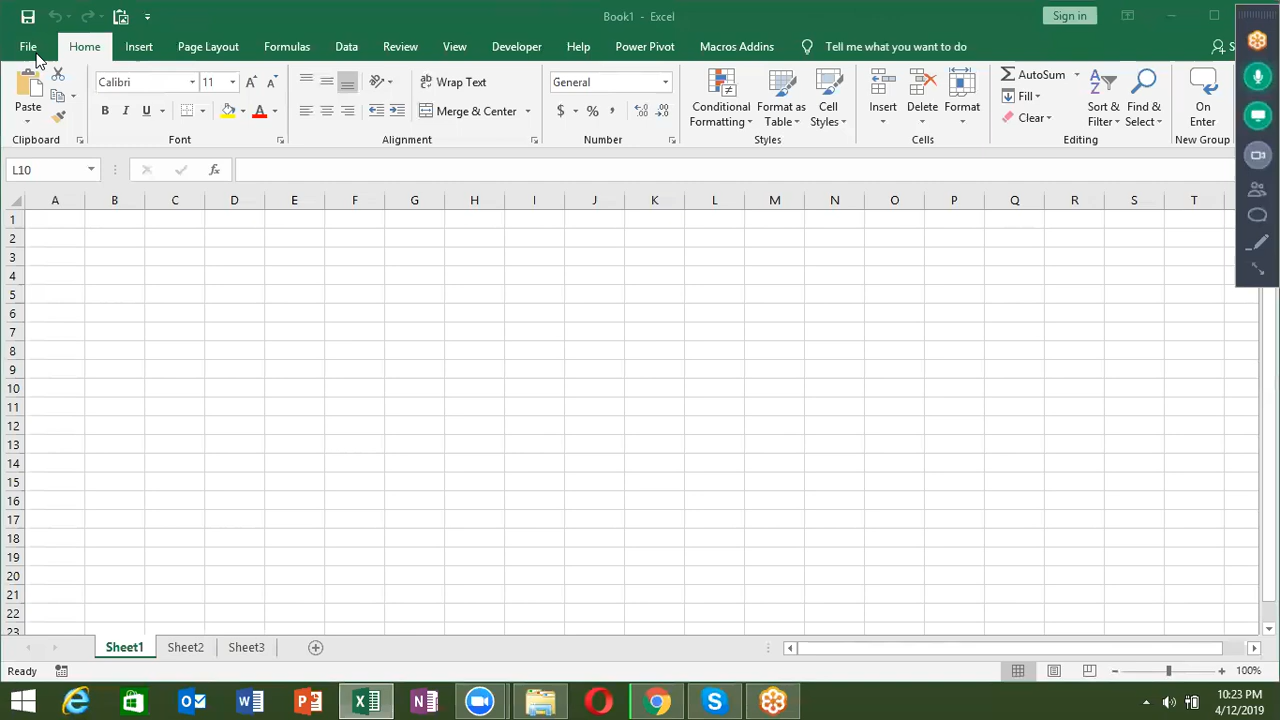 Book1 - Excel
Sign in
File Home Insert Page Layout Formulas Data Review View Developer Help Power Pivot Macros Addins Tell me what you want to do S
Calibri 11 Wrap Text General AutoSum
Paste Conditional Formatting Format as Table Cell Styles Insert Delete Format Fill Sort & Filter Find & Select On Enter
B I U A Merge & Center $ % , Clear
Clipboard Font Alignment Number Styles Cells Editing New Group
L10 fx
A B C D E F G H I J K L M N O P Q R S T
1
2
3
4
5
6
7
8
9
10
11
12
13
14
15
16
17
18
19
20
21
22
23
Sheet1 Sheet2 Sheet3
Ready 100%
10:23 PM
4/12/2019